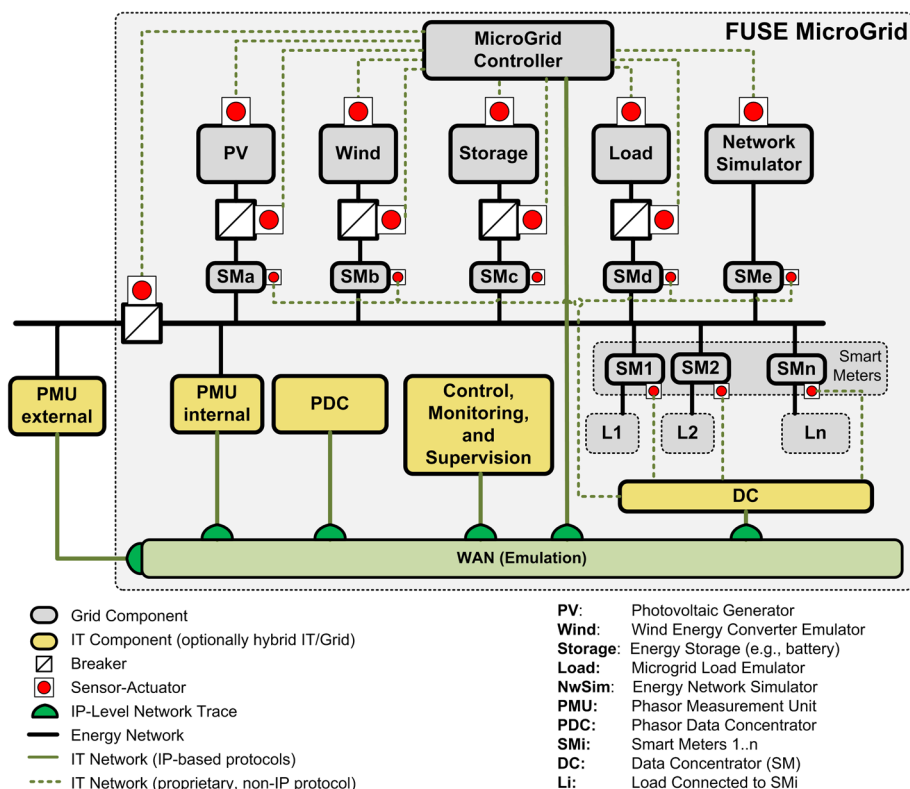 FUSE MicroGrid
MicroGrid
Controller
PV
Wind
Storage
Load
Network
Simulator
SMa
SMb
SMc
SMd
SMe
PMU
external
PMU
internal
PDC
Control,
Monitoring,
and
Supervision
SM1
SM2
SMn
Smart
Meters
L1
L2
Ln
DC
WAN (Emulation)
Grid Component
IT Component (optionally hybrid IT/Grid)
Breaker
Sensor-Actuator
IP-Level Network Trace
Energy Network
IT Network (IP-based protocols)
IT Network (proprietary, non-IP protocol)
PV: Photovoltaic Generator
Wind: Wind Energy Converter Emulator
Storage: Energy Storage (e.g., battery)
Load: Microgrid Load Emulator
NwSim: Energy Network Simulator
PMU: Phasor Measurement Unit
PDC: Phasor Data Concentrator
SMi: Smart Meters 1..n
DC: Data Concentrator (SM)
Li: Load Connected to SMi